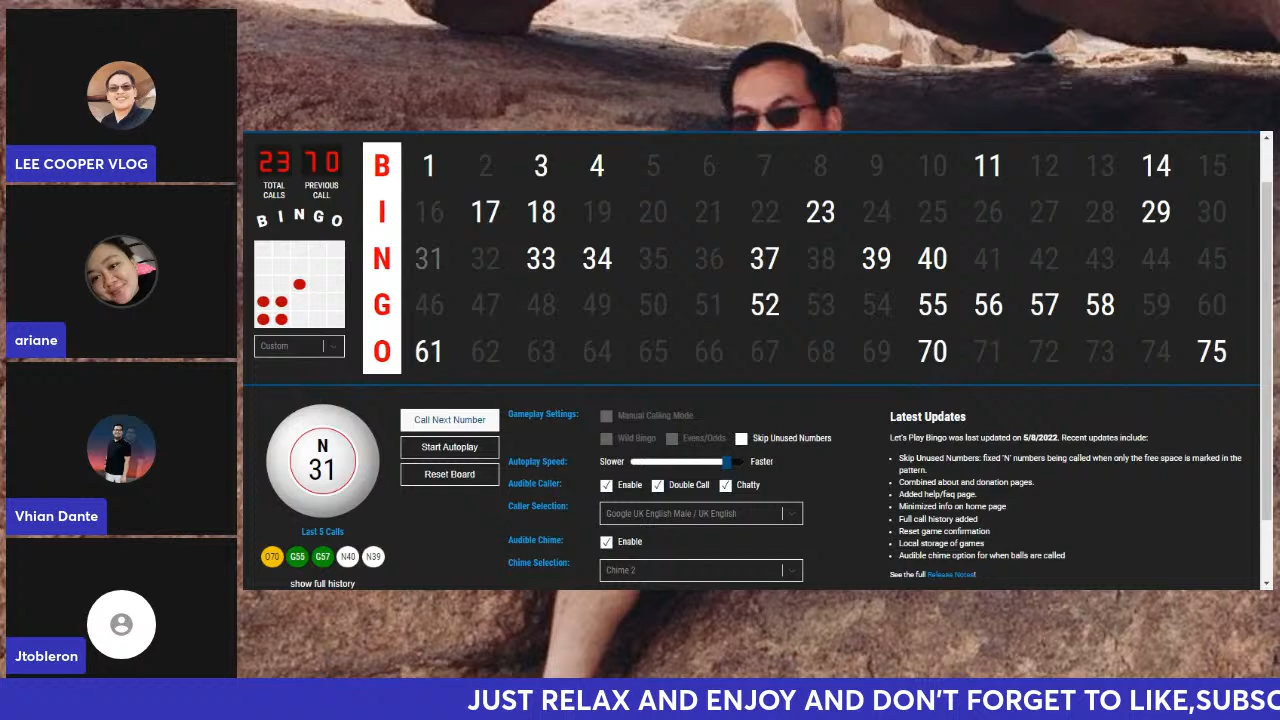 LEE COOPER VLOG
ariane
Vhian Dante
Jtobleron
23 70
TOTAL CALLS
PREVIOUS CALL
B I N G O
Custom
B 1 2 3 4 5 6 7 8 9 10 11 12 13 14 15
I 16 17 18 19 20 21 22 23 24 25 26 27 28 29 30
N 31 32 33 34 35 36 37 38 39 40 41 42 43 44 45
G 46 47 48 49 50 51 52 53 54 55 56 57 58 59 60
O 61 62 63 64 65 66 67 68 69 70 71 72 73 74 75
N
31
Last 5 Calls
O70 G55 G57 N40 N39
show full history
Call Next Number
Start Autoplay
Reset Board
Gameplay Settings:
Manual Calling Mode
Wild Bingo Evens/Odds Skip Unused Numbers
Autoplay Speed: Slower Faster
Audible Caller: Enable Double Call Chatty
Caller Selection: Google UK English Male / UK English
Audible Chime: Enable
Chime Selection: Chime 2
Latest Updates
Let's Play Bingo was last updated on 5/8/2022. Recent updates include:
Skip Unused Numbers: fixed 'N' numbers being called when only the free space is marked in the
pattern.
Combined about and donation pages.
Added help/faq page.
Minimized info on home page
Full call history added
Reset game confirmation
Local storage of games
Audible chime option for when balls are called
See the full Release Notes!
JUST RELAX AND ENJOY AND DON'T FORGET TO LIKE,SUBSC